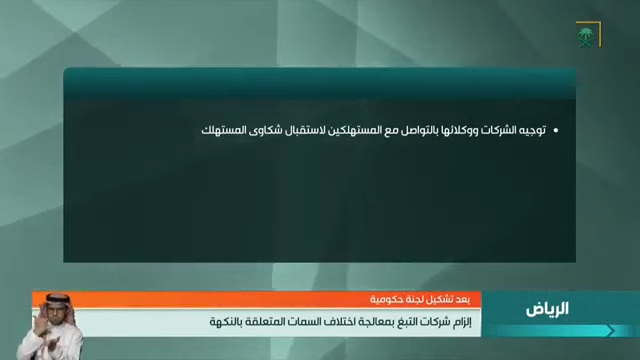 • توجيه الشركات ووكلائها بالتواصل مع المستهلكين لاستقبال شكاوى المستهلك
بعد تشكيل لجنة حكومية
الرياض
إلزام شركات التبغ بمعالجة اختلاف السمات المتعلقة بالنكهة